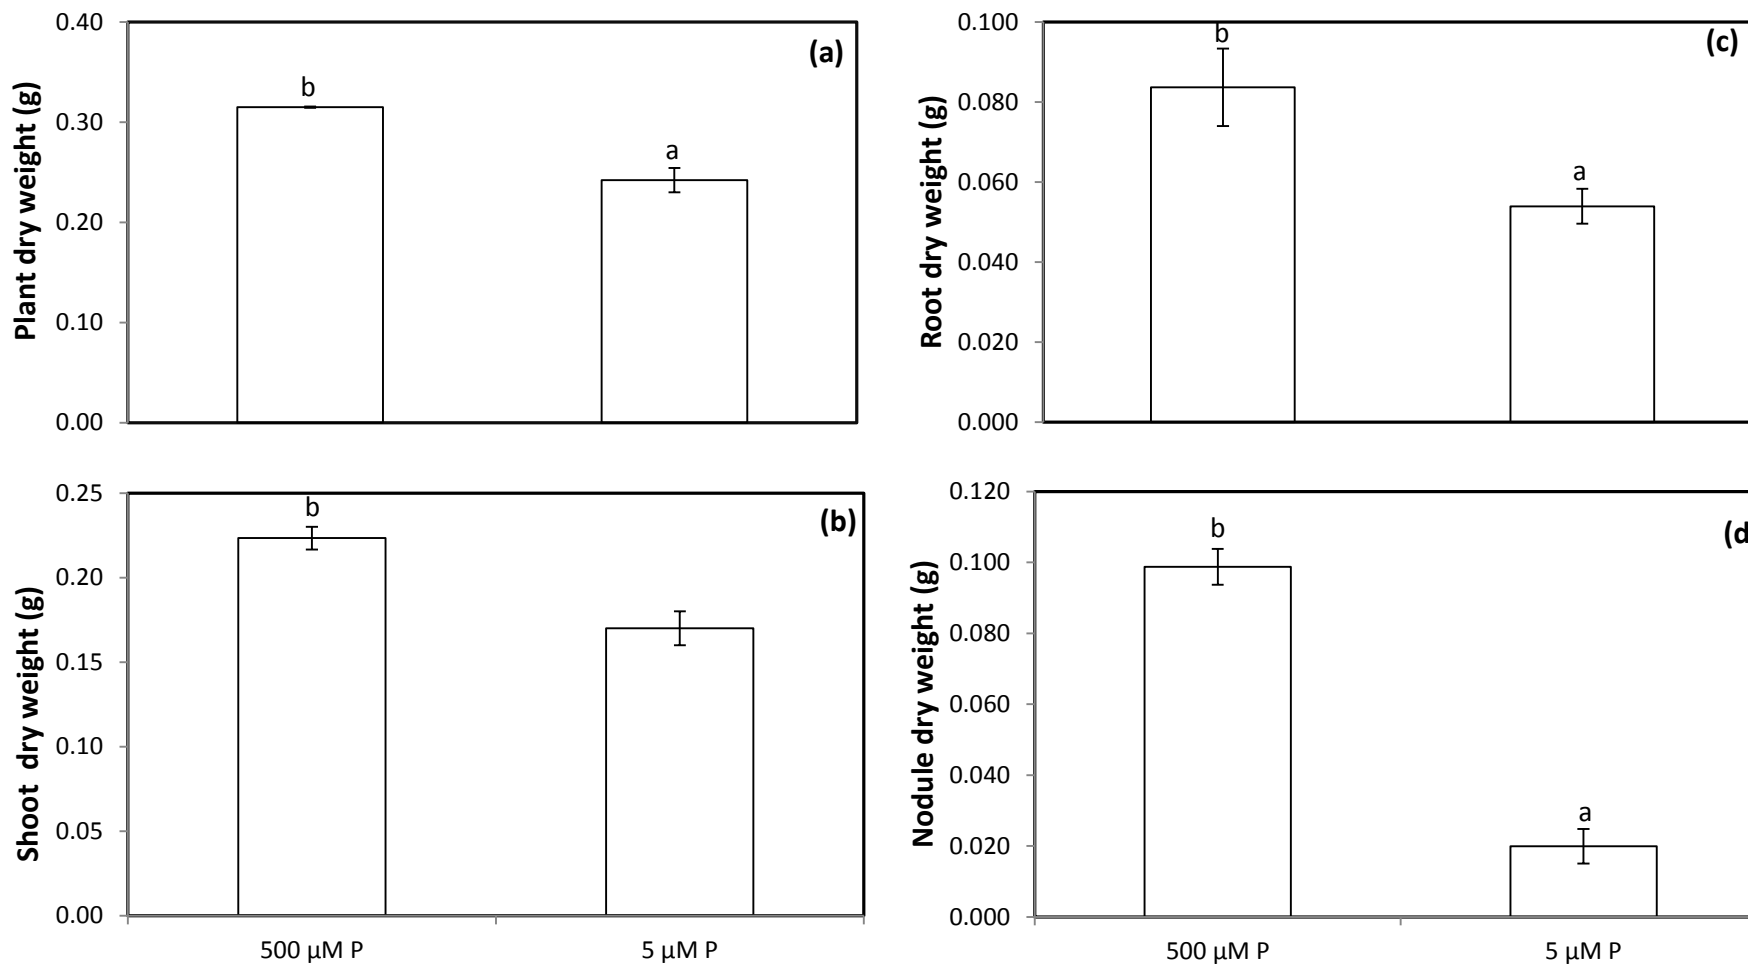 Plant dry weight (g)
0.40
0.30
0.20
0.10
0.00
b
a
(a)
Root dry weight (g)
0.100
0.080
0.060
0.040
0.020
0.000
b
a
(c)
Shoot dry weight (g)
0.25
0.20
0.15
0.10
0.05
0.00
b
(b)
500 µM P
5 µM P
Nodule dry weight (g)
0.120
0.100
0.080
0.060
0.040
0.020
0.000
b
a
(d
500 µM P
5 µM P